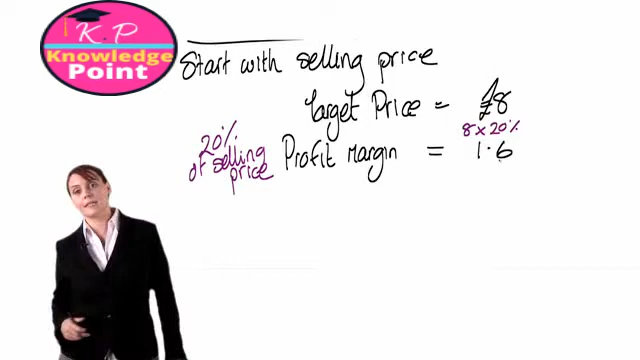 K.P
Knowledge
Point
Start with selling price
Target Price = £8
8 x 20%
20%
of selling
price
Profit margin = 1.6